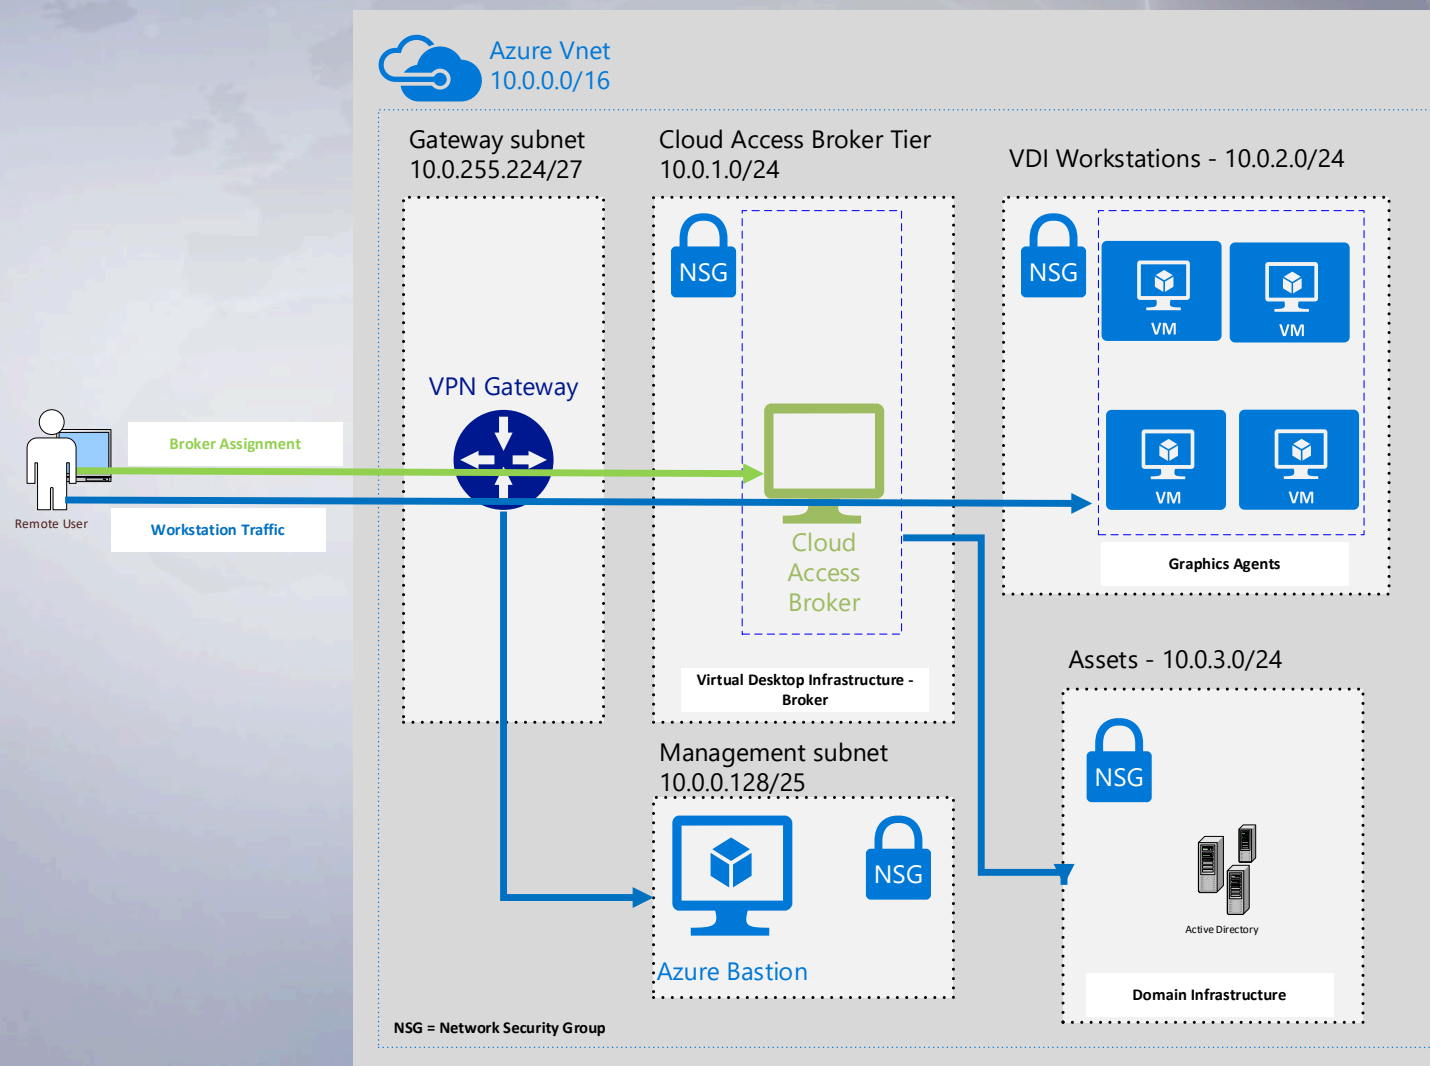 Azure Vnet
10.0.0.0/16
Gateway subnet
10.0.255.224/27
Cloud Access Broker Tier
10.0.1.0/24
VDI Workstations - 10.0.2.0/24
NSG
NSG
VM
VM
VPN Gateway
Broker Assignment
VM
VM
Remote User
Workstation Traffic
Cloud
Access
Broker
Graphics Agents
Virtual Desktop Infrastructure -
Broker
Assets - 10.0.3.0/24
Management subnet
10.0.0.128/25
NSG
NSG
Active Directory
Azure Bastion
Domain Infrastructure
NSG = Network Security Group